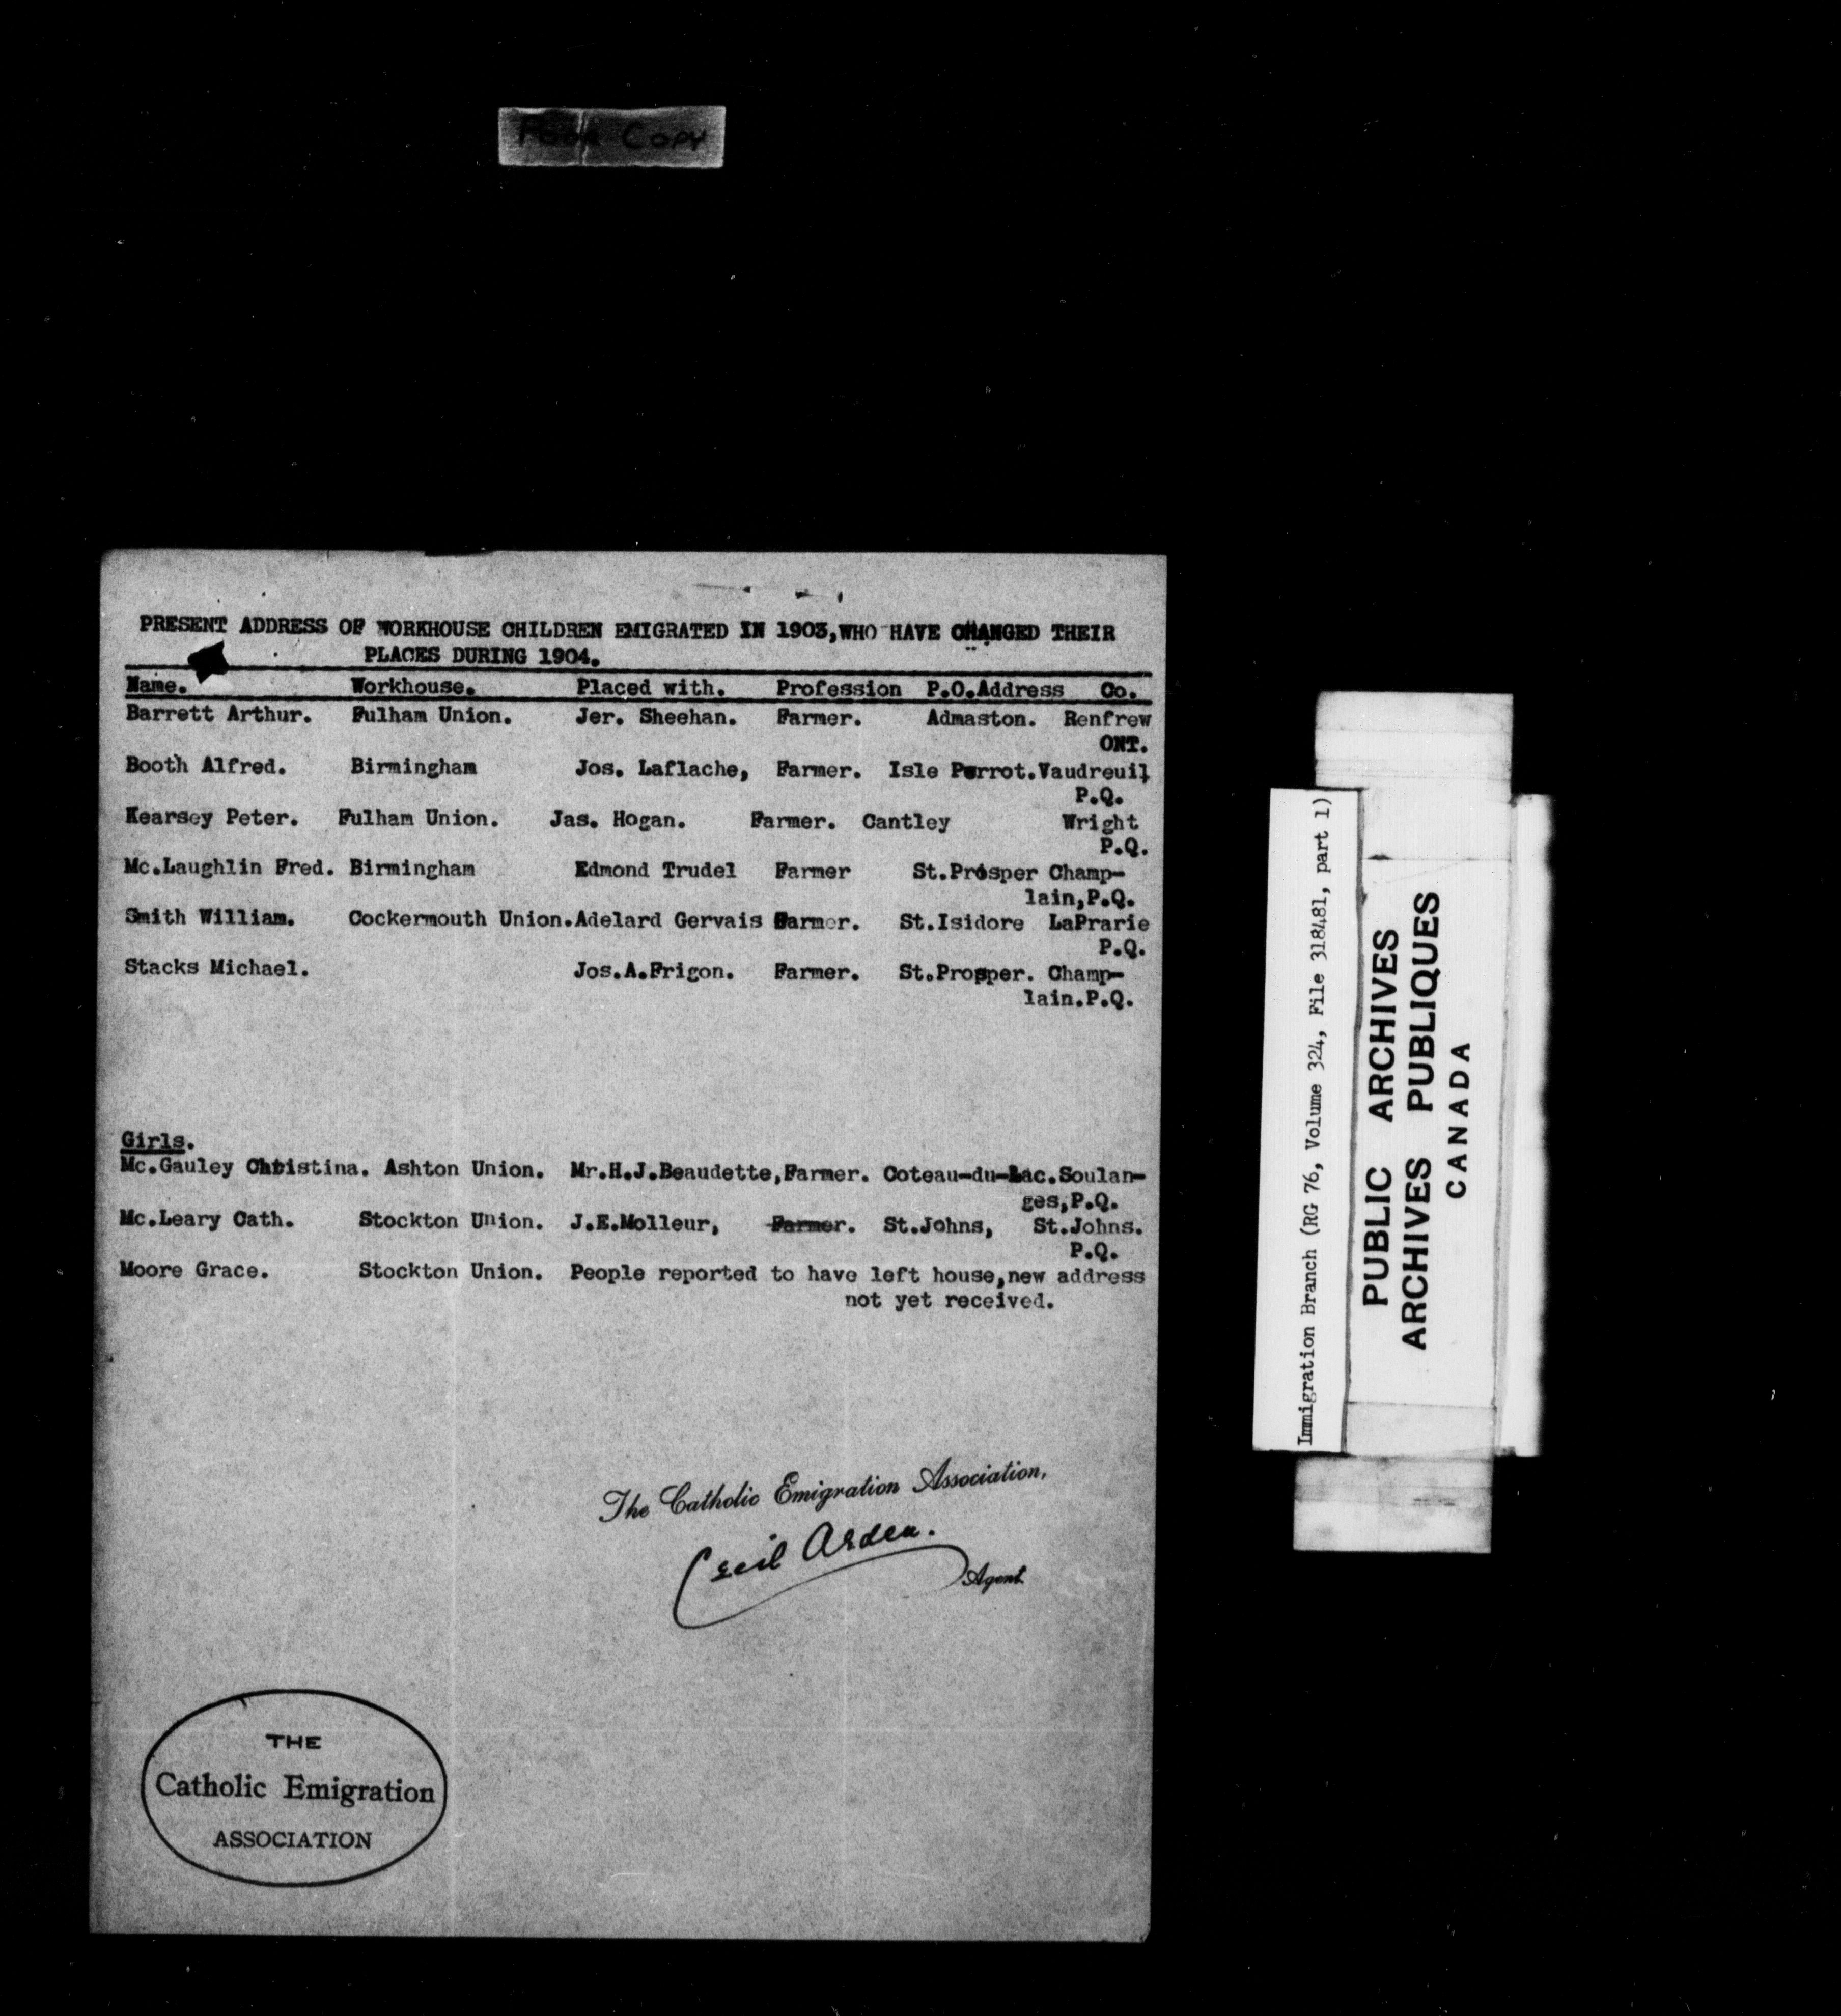 Poor Copy
PRESENT ADDRESS OF WORKHOUSE CHILDREN EMIGRATED IN 1903,WHO HAVE CHANGED THEIR
PLACES DURING 1904.
Name. Workhouse. Placed with. Profession P.O.Address Co.
Barrett Arthur. Fulham Union. Jer. Sheehan. Farmer. Admaston. Renfrew
ONT.
Booth Alfred. Birmingham Jos. Laflache, Farmer. Isle Perrot.Vaudreuil
P.Q.
Kearsey Peter. Fulham Union. Jas. Hogan. Farmer. Cantley Wright
P.Q.
Mc.Laughlin Fred. Birmingham Edmond Trudel Farmer St.Prosper Champ-
lain,P.Q.
Smith William. Cockermouth Union.Adelard Gervais Farmer. St.Isidore LaPrarie
P.Q.
Stacks Michael. Jos.A.Frigon. Farmer. St.Prosper. Champ-
lain.P.Q.
Girls.
Mc.Gauley Christina. Ashton Union. Mr.H.J.Beaudette,Farmer. Coteau-du-Lac.Soulan-
ges,P.Q.
Mc.Leary Cath. Stockton Union. J.E.Molleur, Farmer. St.Johns, St.Johns.
P.Q.
Moore Grace. Stockton Union. People reported to have left house,new address
not yet received.
The Catholic Emigration Association,
Cecil Arden.
Agent
THE
Catholic Emigration
ASSOCIATION
Immigration Branch (RG 76, Volume 324, File 318481, part 1)
PUBLIC ARCHIVES
ARCHIVES PUBLIQUES
CANADA